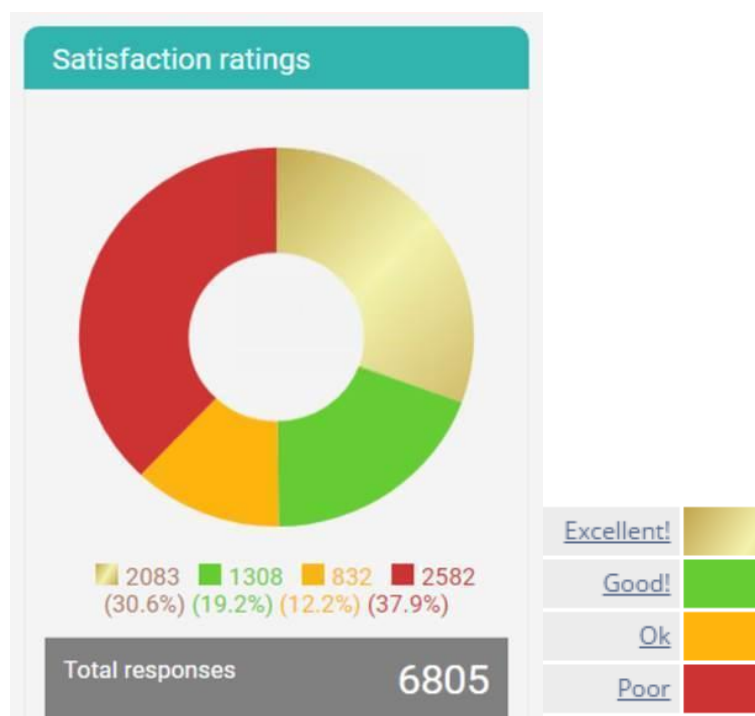 Satisfaction ratings
2083 1308 832 2582
(30.6%) (19.2%) (12.2%) (37.9%)
Total responses 6805
Excellent!
Good!
Ok
Poor